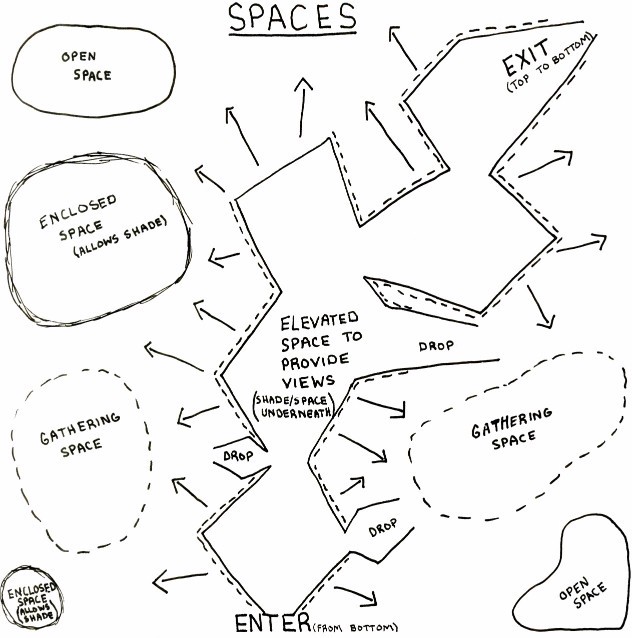 SPACES
OPEN
SPACE
EXIT
(TOP TO BOTTOM)
ENCLOSED
SPACE
(ALLOWS SHADE)
ELEVATED
SPACE TO
PROVIDE
VIEWS
(SHADE/SPACE
UNDERNEATH)
DROP
GATHERING
SPACE
GATHERING
SPACE
DROP
DROP
ENCLOSED
SPACE
(ALLOWS
SHADE)
OPEN
SPACE
ENTER (FROM BOTTOM)